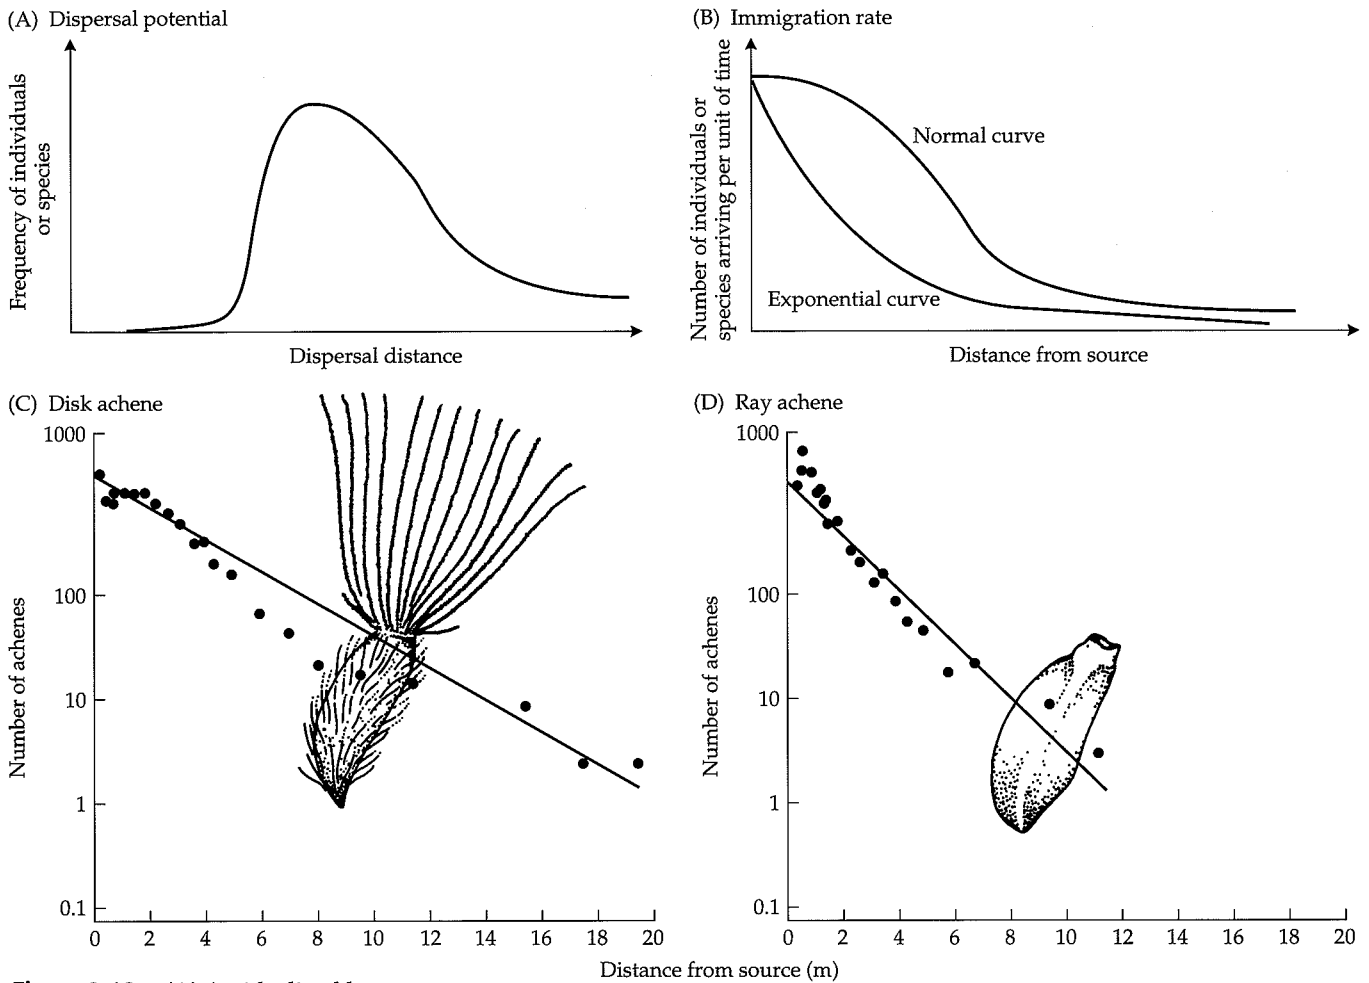 (A) Dispersal potential
Frequency of individuals
or species
Dispersal distance
(B) Immigration rate
Number of individuals or
species arriving per unit of time
Normal curve
Exponential curve
Distance from source
(C) Disk achene
1000
100
10
1
0.1
Number of achenes
0 2 4 6 8 10 12 14 16 18 20
(D) Ray achene
1000
100
10
1
0.1
Number of achenes
0 2 4 6 8 10 12 14 16 18 20
Distance from source (m)